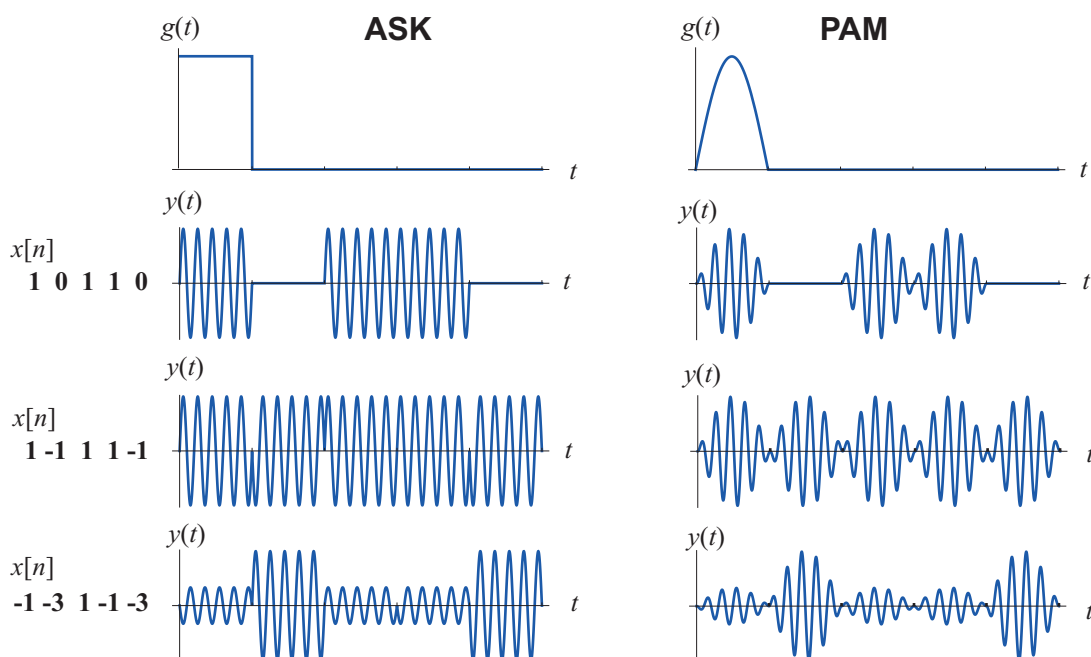 ASK
PAM
g(t)
t
g(t)
t
y(t)
t
y(t)
t
x[n]
1 0 1 1 0
y(t)
t
y(t)
t
x[n]
1 -1 1 1 -1
y(t)
t
y(t)
t
x[n]
-1 -3 1 -1 -3